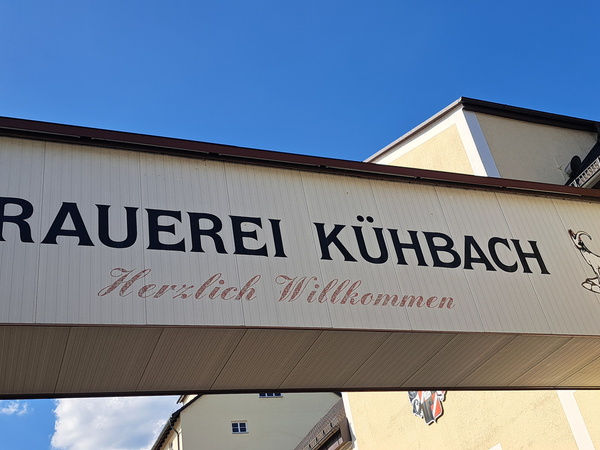 RAUEREI KÜHBACH
Herzlich Willkommen